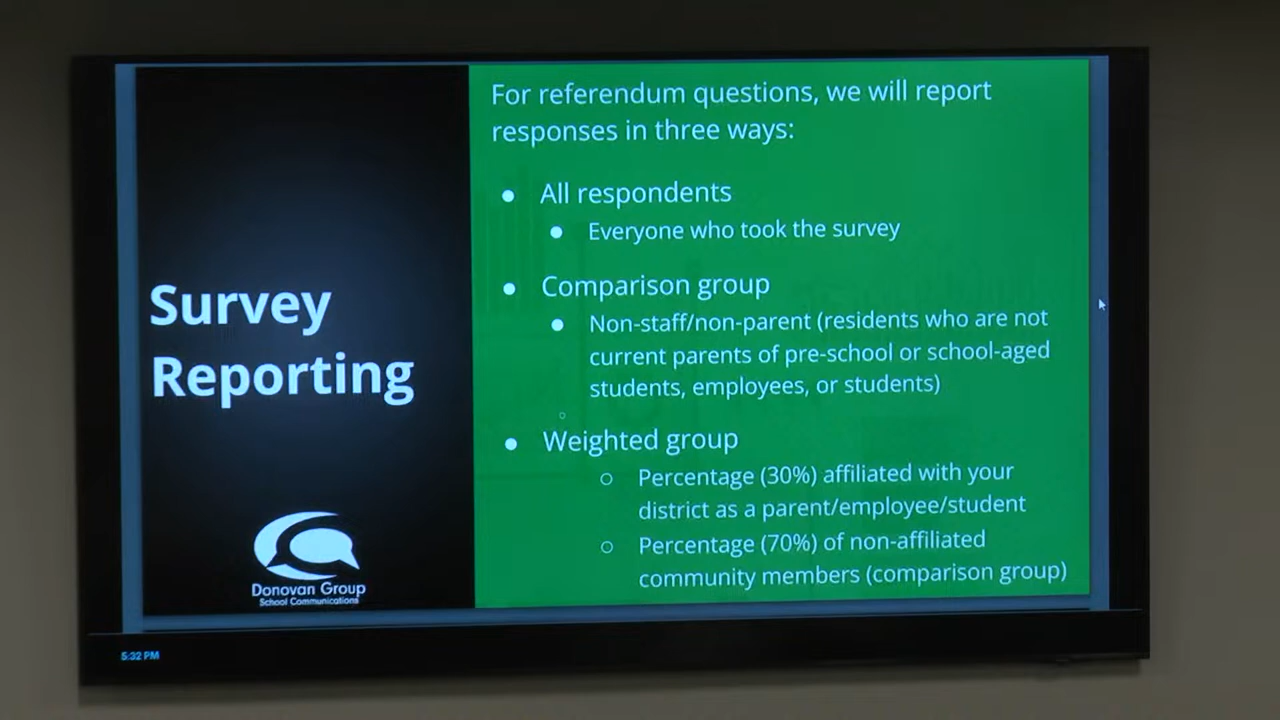 Survey
Reporting
Donovan Group
School Communications
For referendum questions, we will report
responses in three ways:
● All respondents
● Everyone who took the survey
● Comparison group
● Non-staff/non-parent (residents who are not
current parents of pre-school or school-aged
students, employees, or students)
○
● Weighted group
○ Percentage (30%) affiliated with your
district as a parent/employee/student
○ Percentage (70%) of non-affiliated
community members (comparison group)
5:32 PM